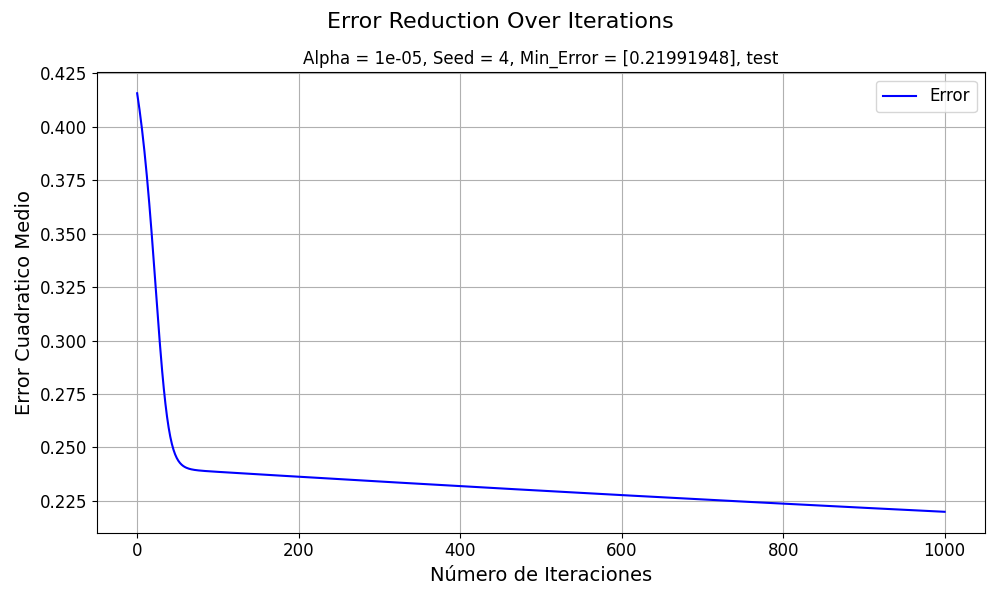 Error Reduction Over Iterations
Alpha = 1e-05, Seed = 4, Min_Error = [0.21991948], test
Error
Error Cuadratico Medio
0.425
0.400
0.375
0.350
0.325
0.300
0.275
0.250
0.225
0 200 400 600 800 1000
Número de Iteraciones